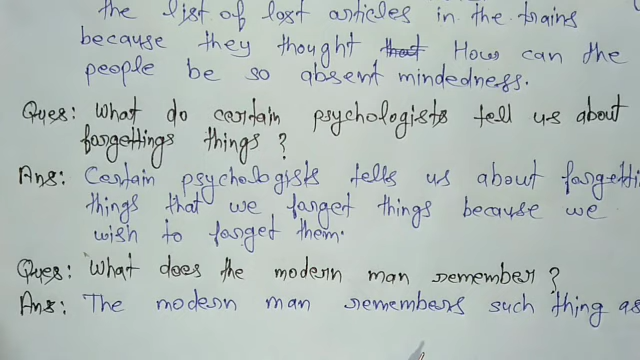 the list of lost articles in the trains
because they thought that How can the
people be so absent mindedness.
Ques: What do certain psychologists tell us about
forgettings things ?
Ans: Certain psychologists tells us about forgetti
things that we forget things because we
wish to forget them.
Ques: What does the modern man remember ?
Ans: The modern man remembers such thing as